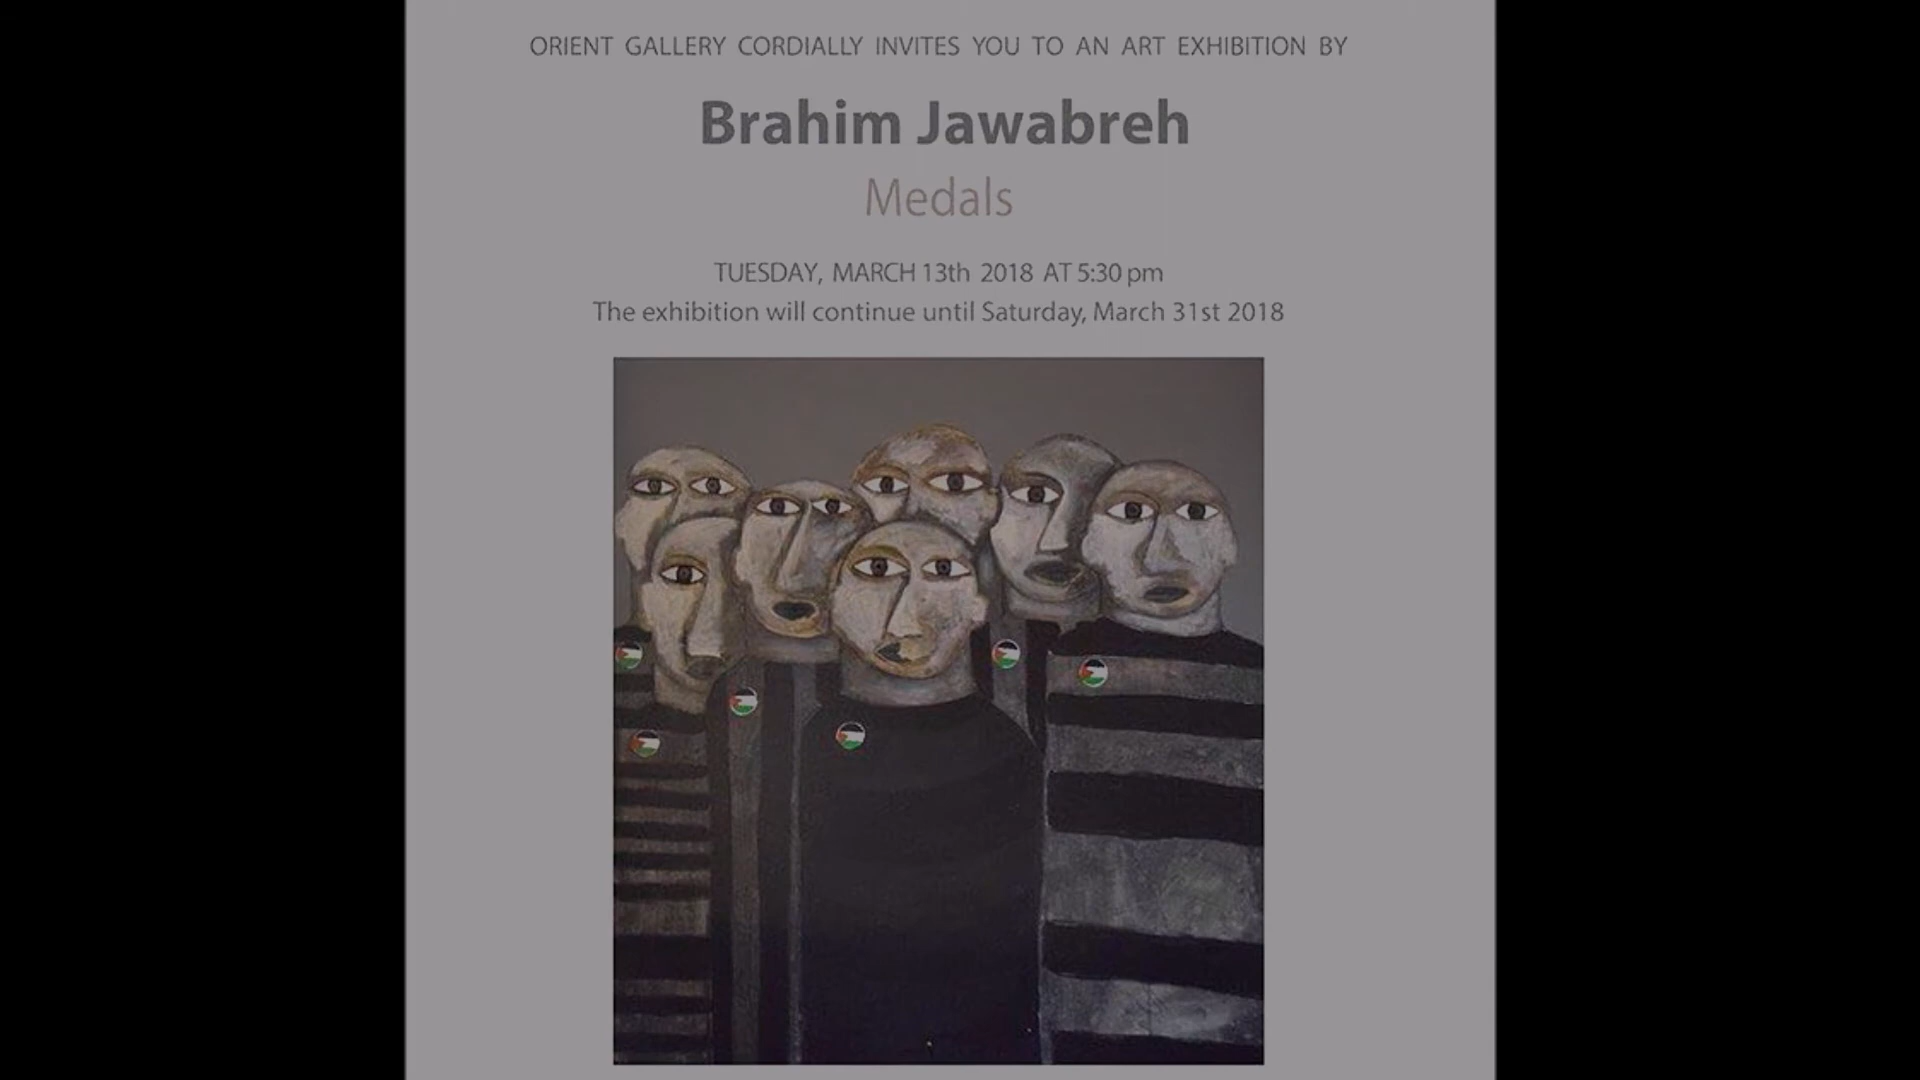 ORIENT GALLERY CORDIALLY INVITES YOU TO AN ART EXHIBITION BY
Brahim Jawabreh
Medals
TUESDAY, MARCH 13th 2018 AT 5:30 pm
The exhibition will continue until Saturday, March 31st 2018